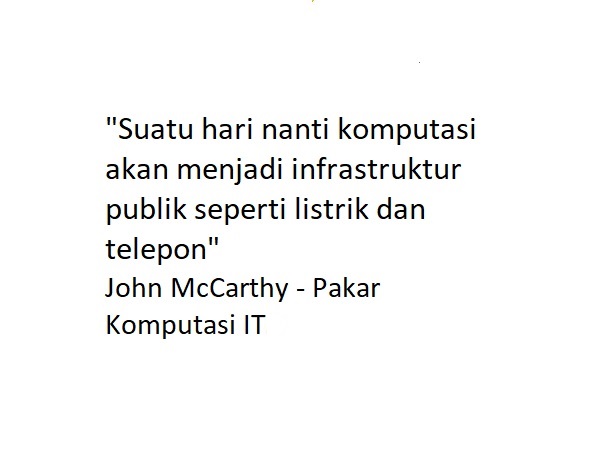 "Suatu hari nanti komputasi
akan menjadi infrastruktur
publik seperti listrik dan
telepon"
John McCarthy - Pakar
Komputasi IT